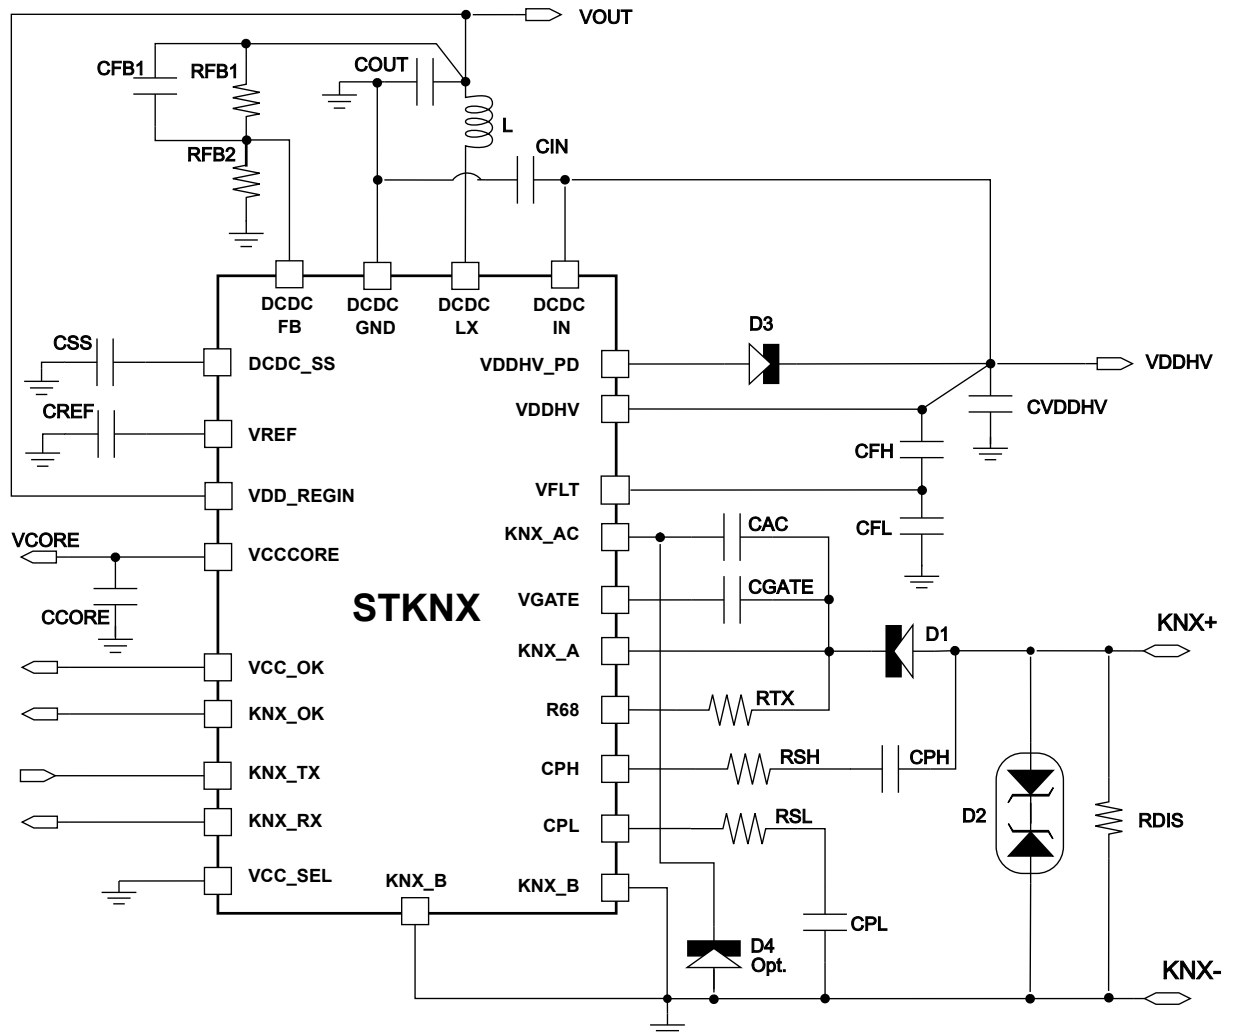 VOUT
CFB1
RFB1
COUT
L
RFB2
CIN
DCDC
FB
DCDC
GND
DCDC
LX
DCDC
IN
D3
CSS
DCDC_SS
VDDHV_PD
VDDHV
CREF
VREF
VDDHV
CVDDHV
CFH
VDD_REGIN
VFLT
KNX_AC
CAC
CFL
VCORE
VCCCORE
CCORE
STKNX
VGATE
CGATE
KNX_A
D1
KNX+
VCC_OK
KNX_OK
R68
RTX
KNX_TX
CPH
RSH
CPH
KNX_RX
CPL
RSL
D2
RDIS
VCC_SEL
KNX_B
KNX_B
CPL
D4
Opt.
KNX-